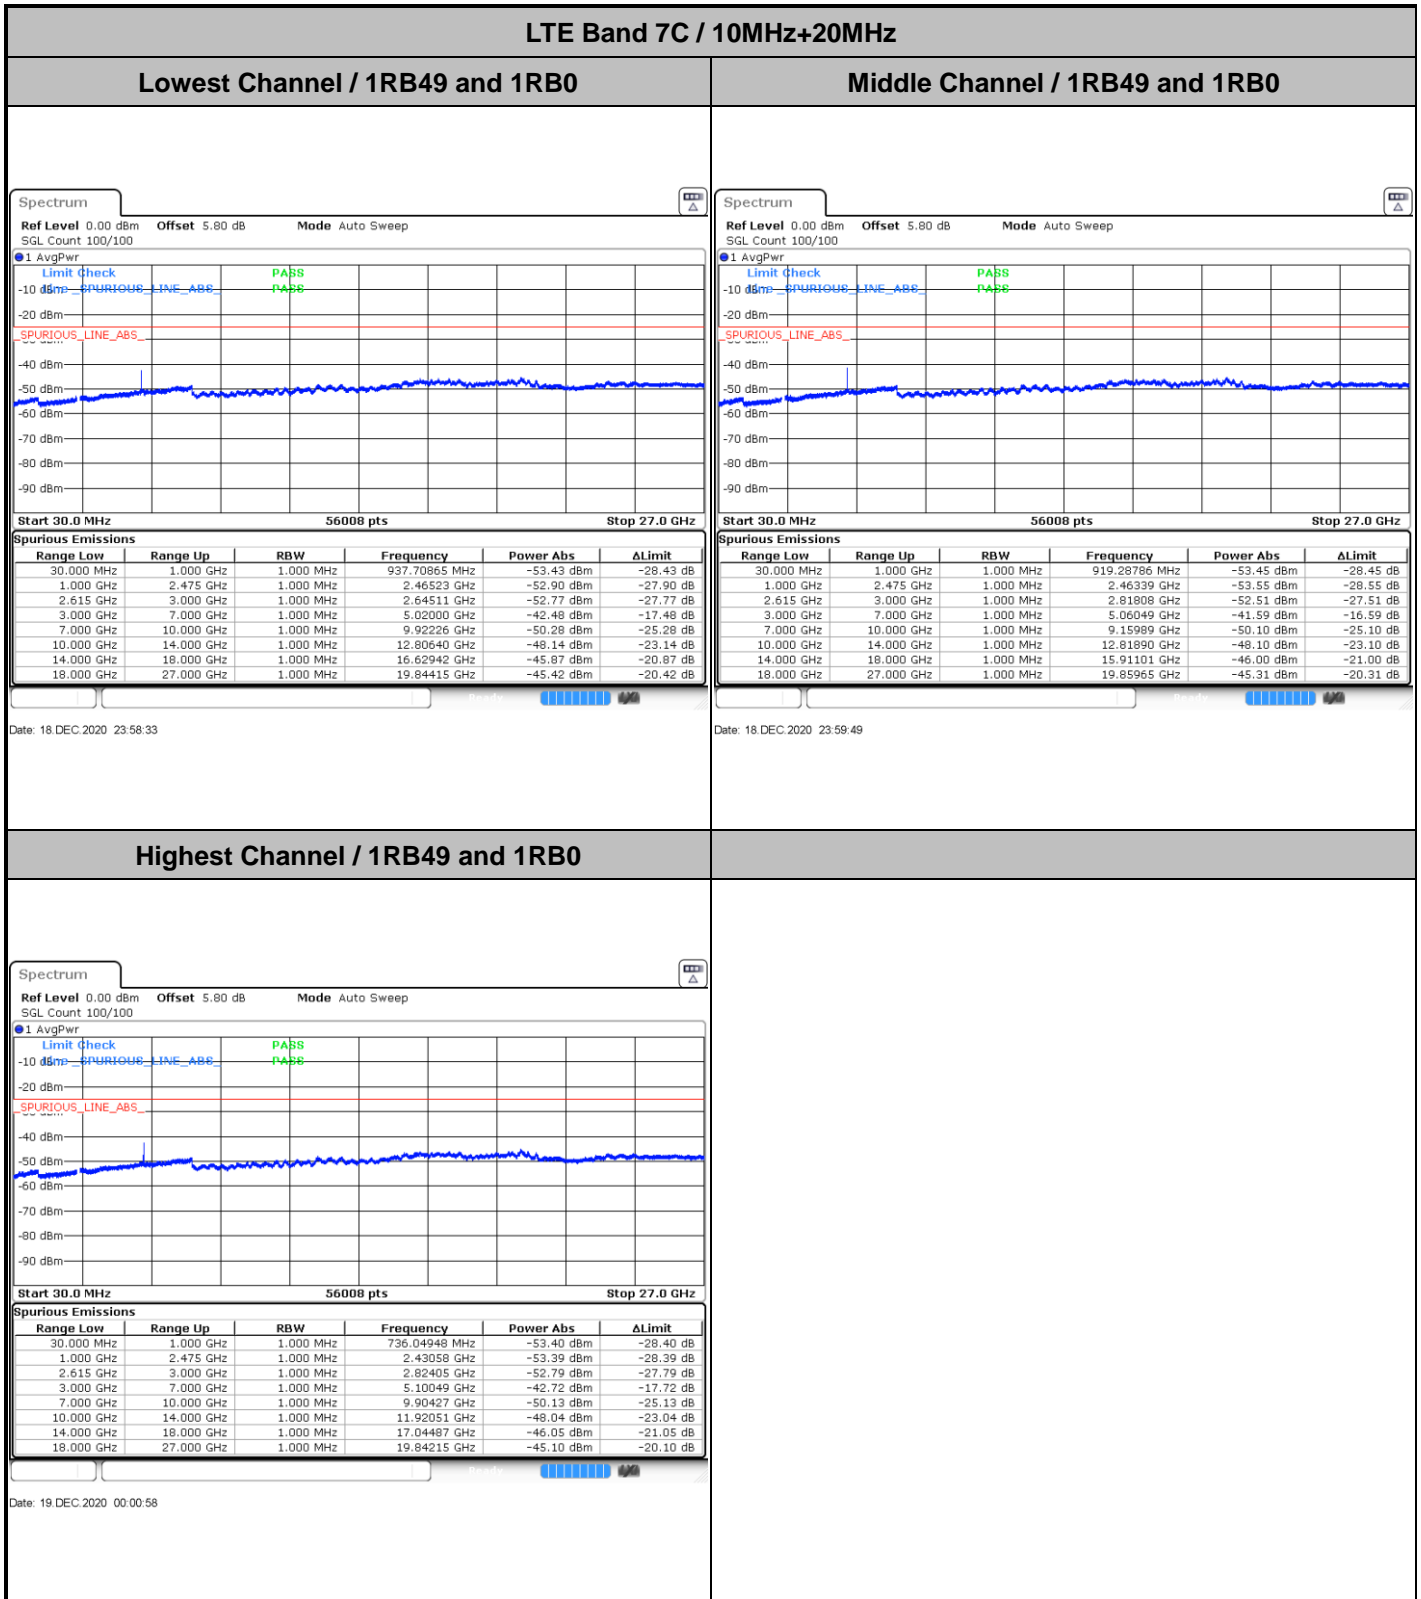 LTE Band 7C / 10MHz+20MHz
Lowest Channel / 1RB49 and 1RB0
Middle Channel / 1RB49 and 1RB0
Spectrum
Ref Level 0.00 dBm Offset 5.80 dB Mode Auto Sweep
SGL Count 100/100
1 AvgPwr
Limit Check PASS
-10 dBm
Line _SPURIOUS_LINE_ABS_ PASS
-20 dBm
_SPURIOUS_LINE_ABS_
-40 dBm
-50 dBm
-60 dBm
-70 dBm
-80 dBm
-90 dBm
Start 30.0 MHz 56008 pts Stop 27.0 GHz
Spurious Emissions
Range Low Range Up RBW Frequency Power Abs ΔLimit
30.000 MHz 1.000 GHz 1.000 MHz 937.70865 MHz -53.43 dBm -28.43 dB
1.000 GHz 2.475 GHz 1.000 MHz 2.46523 GHz -52.90 dBm -27.90 dB
2.615 GHz 3.000 GHz 1.000 MHz 2.64511 GHz -52.77 dBm -27.77 dB
3.000 GHz 7.000 GHz 1.000 MHz 5.02000 GHz -42.48 dBm -17.48 dB
7.000 GHz 10.000 GHz 1.000 MHz 9.92226 GHz -50.28 dBm -25.28 dB
10.000 GHz 14.000 GHz 1.000 MHz 12.80640 GHz -48.14 dBm -23.14 dB
14.000 GHz 18.000 GHz 1.000 MHz 16.62942 GHz -45.87 dBm -20.87 dB
18.000 GHz 27.000 GHz 1.000 MHz 19.84415 GHz -45.42 dBm -20.42 dB
Date: 18.DEC.2020 23:58:33
Spectrum
Ref Level 0.00 dBm Offset 5.80 dB Mode Auto Sweep
SGL Count 100/100
1 AvgPwr
Limit Check PASS
-10 dBm
Line _SPURIOUS_LINE_ABS_ PASS
-20 dBm
_SPURIOUS_LINE_ABS_
-40 dBm
-50 dBm
-60 dBm
-70 dBm
-80 dBm
-90 dBm
Start 30.0 MHz 56008 pts Stop 27.0 GHz
Spurious Emissions
Range Low Range Up RBW Frequency Power Abs ΔLimit
30.000 MHz 1.000 GHz 1.000 MHz 919.28786 MHz -53.45 dBm -28.45 dB
1.000 GHz 2.475 GHz 1.000 MHz 2.46339 GHz -53.55 dBm -28.55 dB
2.615 GHz 3.000 GHz 1.000 MHz 2.81808 GHz -52.51 dBm -27.51 dB
3.000 GHz 7.000 GHz 1.000 MHz 5.06049 GHz -41.59 dBm -16.59 dB
7.000 GHz 10.000 GHz 1.000 MHz 9.15989 GHz -50.10 dBm -25.10 dB
10.000 GHz 14.000 GHz 1.000 MHz 12.81890 GHz -48.10 dBm -23.10 dB
14.000 GHz 18.000 GHz 1.000 MHz 15.91101 GHz -46.00 dBm -21.00 dB
18.000 GHz 27.000 GHz 1.000 MHz 19.85965 GHz -45.31 dBm -20.31 dB
Date: 18.DEC.2020 23:59:49
Highest Channel / 1RB49 and 1RB0
Spectrum
Ref Level 0.00 dBm Offset 5.80 dB Mode Auto Sweep
SGL Count 100/100
1 AvgPwr
Limit Check PASS
-10 dBm
Line _SPURIOUS_LINE_ABS_ PASS
-20 dBm
_SPURIOUS_LINE_ABS_
-40 dBm
-50 dBm
-60 dBm
-70 dBm
-80 dBm
-90 dBm
Start 30.0 MHz 56008 pts Stop 27.0 GHz
Spurious Emissions
Range Low Range Up RBW Frequency Power Abs ΔLimit
30.000 MHz 1.000 GHz 1.000 MHz 736.04948 MHz -53.40 dBm -28.40 dB
1.000 GHz 2.475 GHz 1.000 MHz 2.43058 GHz -53.39 dBm -28.39 dB
2.615 GHz 3.000 GHz 1.000 MHz 2.82405 GHz -52.79 dBm -27.79 dB
3.000 GHz 7.000 GHz 1.000 MHz 5.10049 GHz -42.72 dBm -17.72 dB
7.000 GHz 10.000 GHz 1.000 MHz 9.90427 GHz -50.13 dBm -25.13 dB
10.000 GHz 14.000 GHz 1.000 MHz 11.92051 GHz -48.04 dBm -23.04 dB
14.000 GHz 18.000 GHz 1.000 MHz 17.04487 GHz -46.05 dBm -21.05 dB
18.000 GHz 27.000 GHz 1.000 MHz 19.84215 GHz -45.10 dBm -20.10 dB
Date: 19.DEC.2020 00:00:58